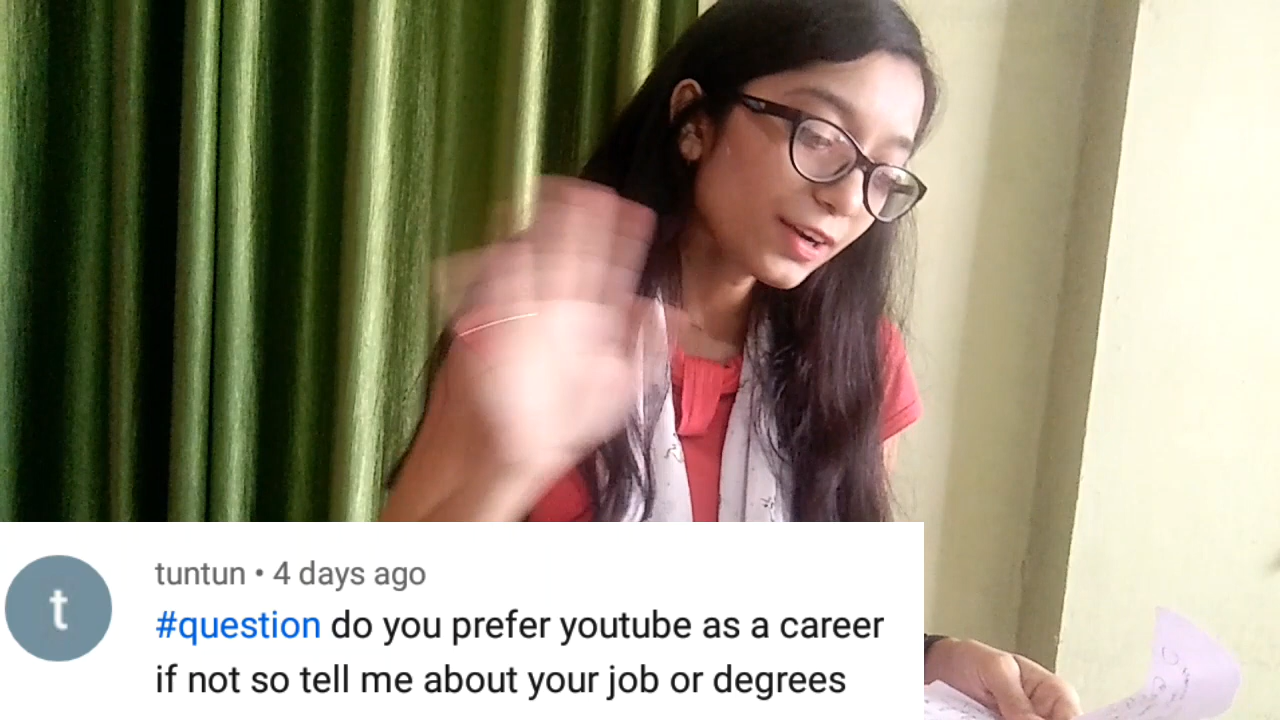 t
tuntun • 4 days ago
#question do you prefer youtube as a career
if not so tell me about your job or degrees